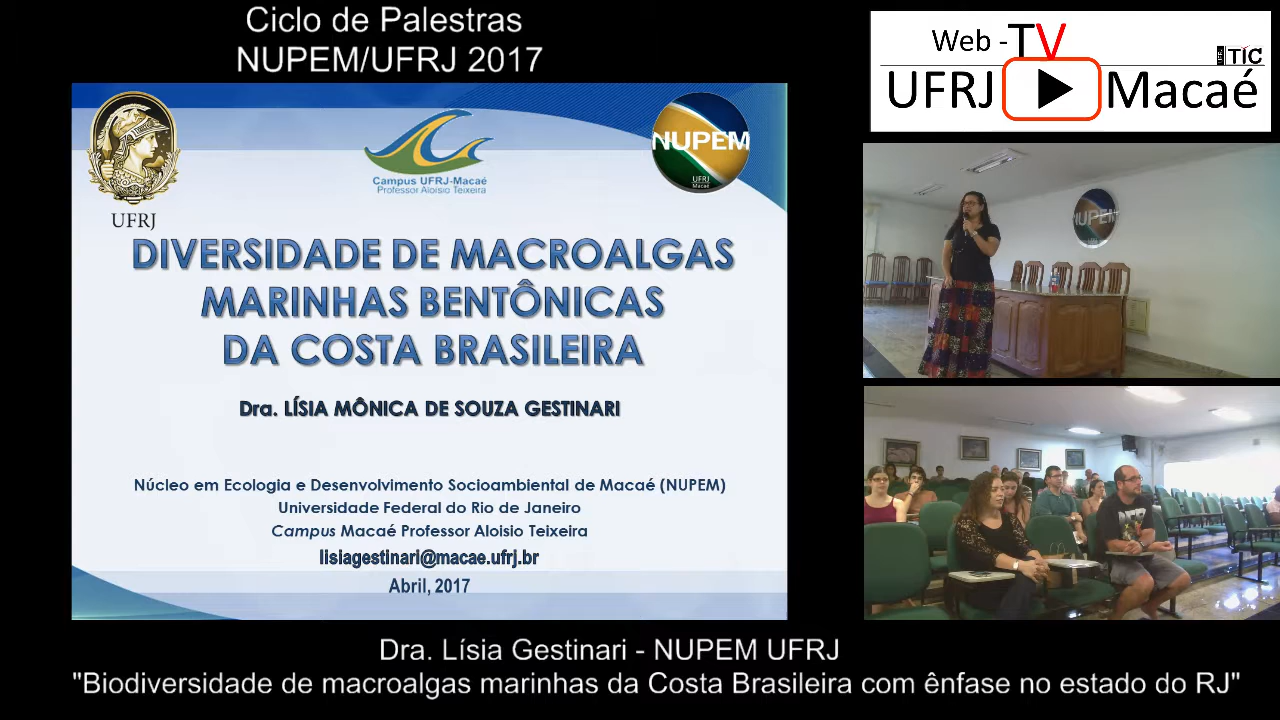 Ciclo de Palestras
NUPEM/UFRJ 2017
Web - TV
TIC
UFRJ Macaé
UFRJ
Campus UFRJ-Macaé
Professor Aloisio Teixeira
NUPEM
UFRJ
Macaé
DIVERSIDADE DE MACROALGAS
MARINHAS BENTÔNICAS
DA COSTA BRASILEIRA
Dra. LÍSIA MÔNICA DE SOUZA GESTINARI
Núcleo em Ecologia e Desenvolvimento Socioambiental de Macaé (NUPEM)
Universidade Federal do Rio de Janeiro
Campus Macaé Professor Aloisio Teixeira
lisiagestinari@macae.ufrj.br
Abril, 2017
NUPEM
Dra. Lísia Gestinari - NUPEM UFRJ
"Biodiversidade de macroalgas marinhas da Costa Brasileira com ênfase no estado do RJ"